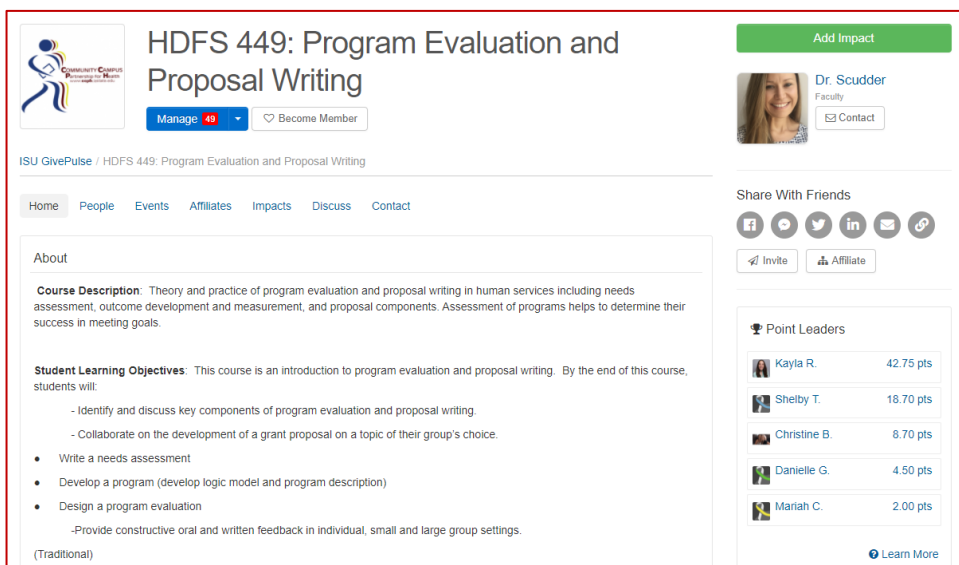 COMMUNITY CAMPUS
Partnership for Health
HDFS 449: Program Evaluation and
Proposal Writing
Manage 49
Become Member
ISU GivePulse / HDFS 449: Program Evaluation and Proposal Writing
Home People Events Affiliates Impacts Discuss Contact
About
Course Description: Theory and practice of program evaluation and proposal writing in human services including needs
assessment, outcome development and measurement, and proposal components. Assessment of programs helps to determine their
success in meeting goals.
Student Learning Objectives: This course is an introduction to program evaluation and proposal writing. By the end of this course,
students will:
- Identify and discuss key components of program evaluation and proposal writing.
- Collaborate on the development of a grant proposal on a topic of their group's choice.
● Write a needs assessment
● Develop a program (develop logic model and program description)
● Design a program evaluation
-Provide constructive oral and written feedback in individual, small and large group settings.
(Traditional)
Add Impact
Dr. Scudder
Faculty
Contact
Share With Friends
Invite
Affiliate
Point Leaders
Kayla R. 42.75 pts
Shelby T. 18.70 pts
Christine B. 8.70 pts
Danielle G. 4.50 pts
Mariah C. 2.00 pts
Learn More